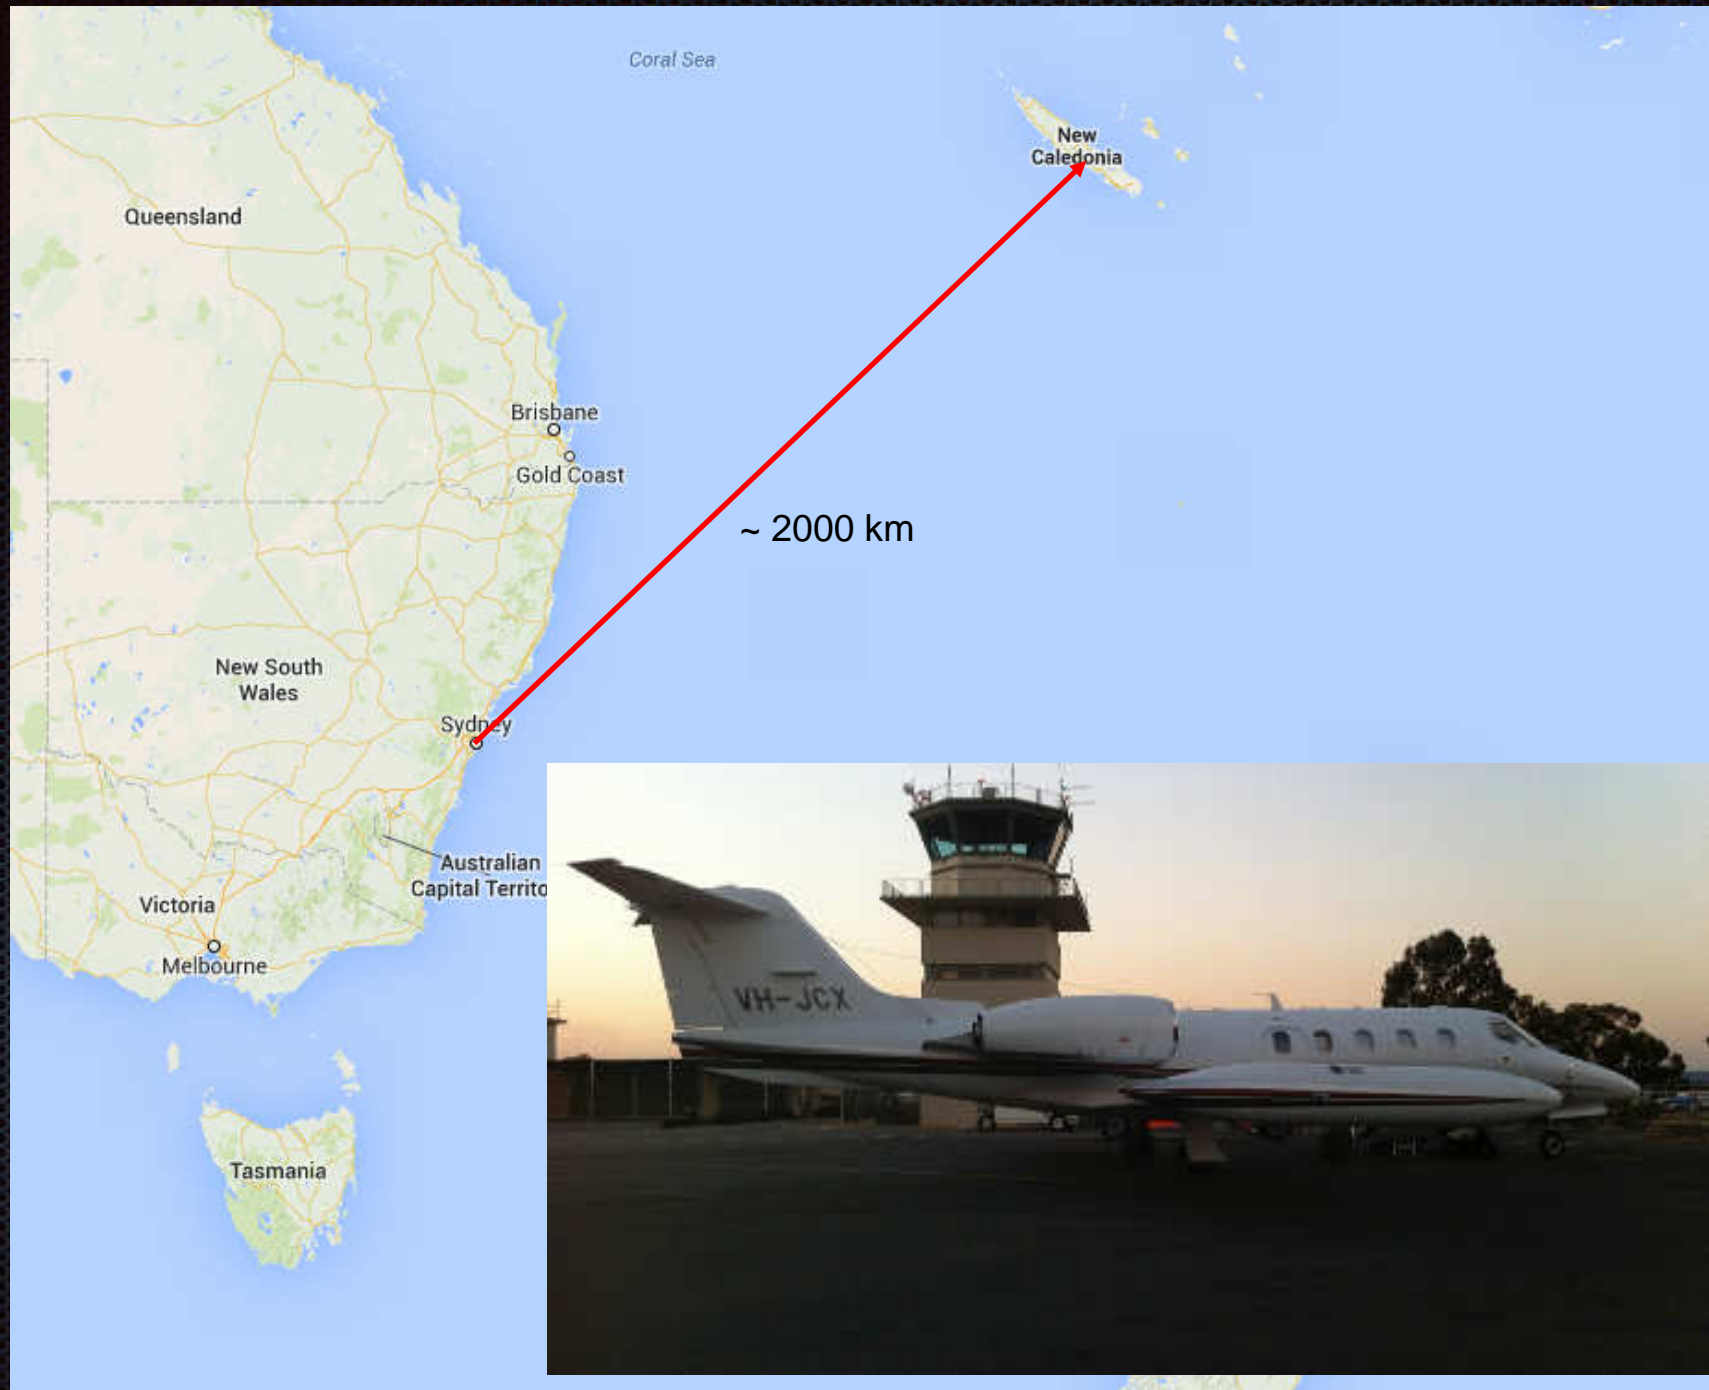 Coral Sea
New
Caledonia
Queensland
Brisbane
Gold Coast
~ 2000 km
New South
Wales
Sydney
Australian
Capital Territo
Victoria
Melbourne
VH-JCX
Tasmania